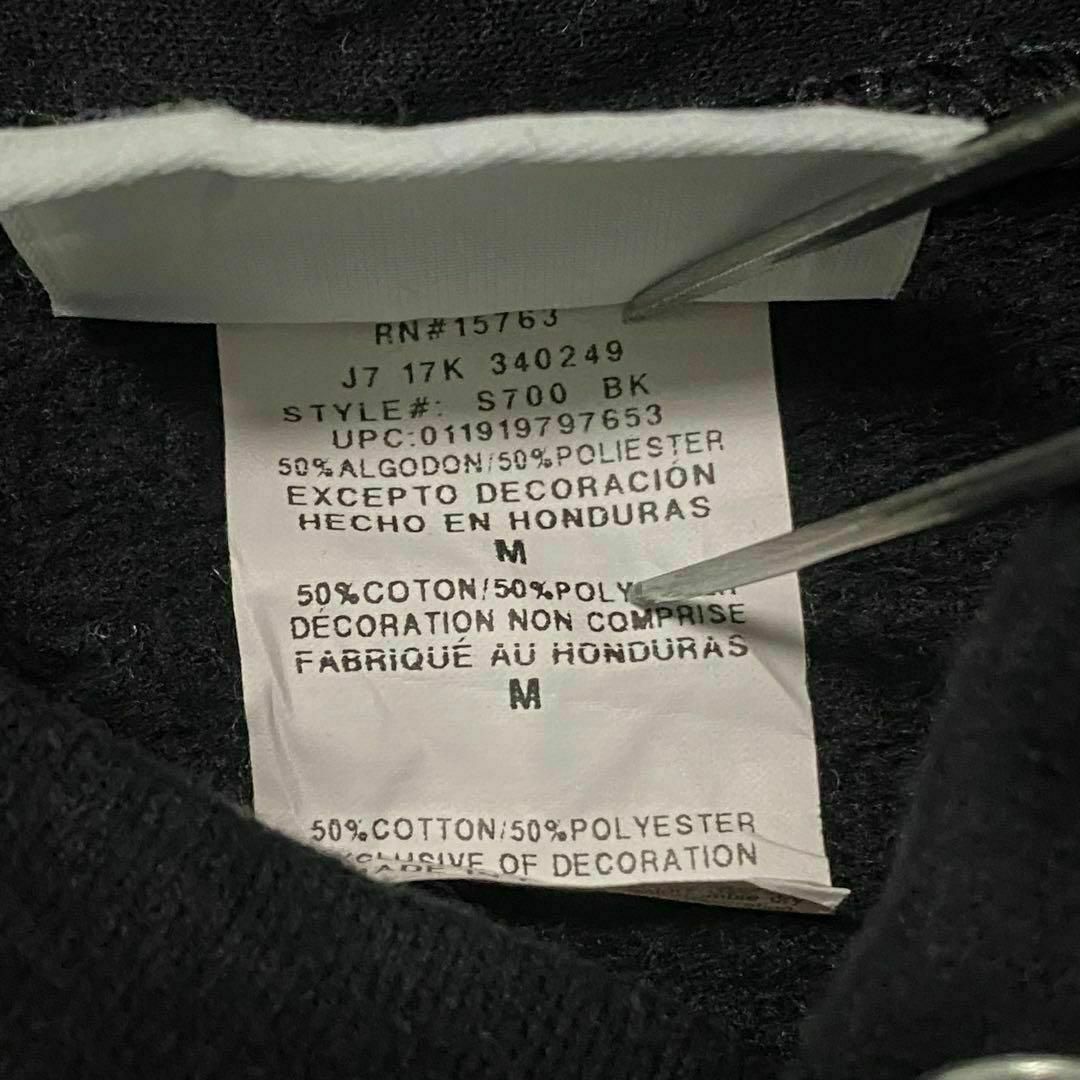 RN#15763
J7 17K 340249
STYLE#: S700 BK
UPC:011919797653
50%ALGODON/50%POLIESTER
EXCEPTO DECORACIÓN
HECHO EN HONDURAS
M
50%COTON/50%POLY
DÉCORATION NON COMPRISE
FABRIQUÉ AU HONDURAS
M
50%COTTON/50%POLYESTER
EXCLUSIVE OF DECORATION